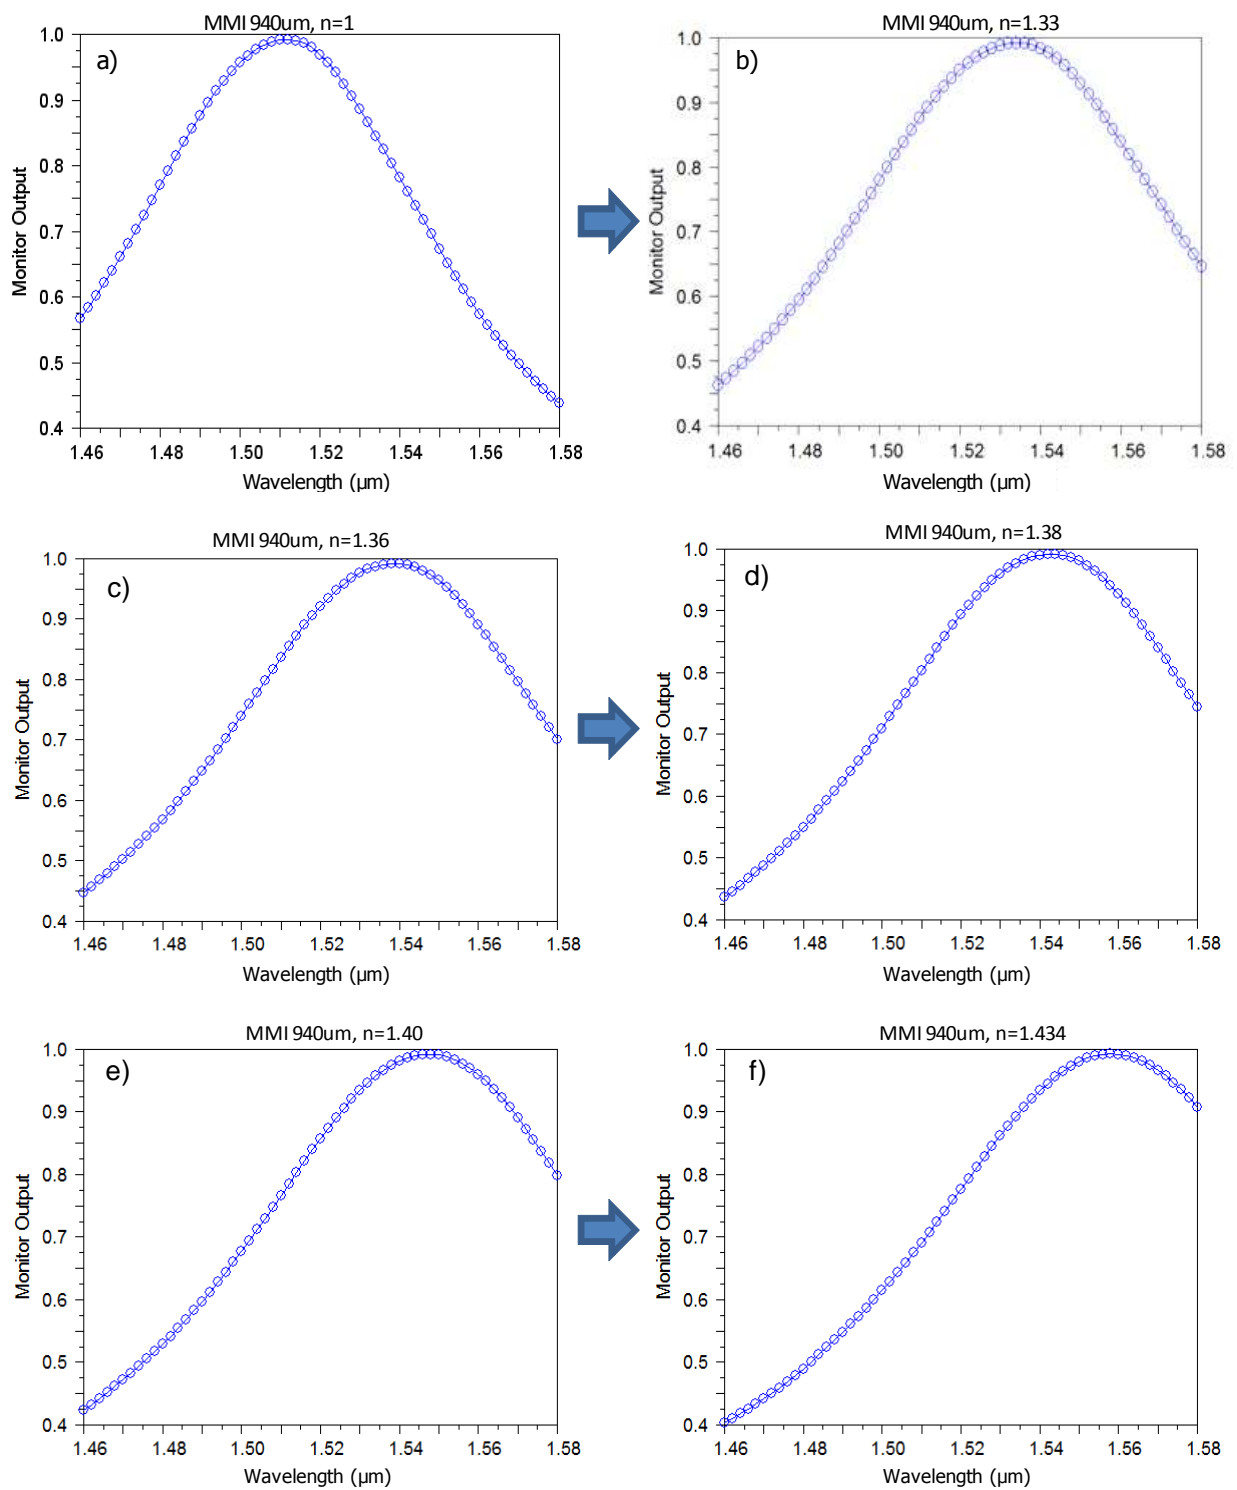 MMI 940um, n=1
a)
1.0
0.9
0.8
0.7
0.6
0.5
0.4
Monitor Output
1.46 1.48 1.50 1.52 1.54 1.56 1.58
Wavelength (µm)
MMI 940um, n=1.33
b)
1.0
0.9
0.8
0.7
0.6
0.5
0.4
Monitor Output
1.46 1.48 1.50 1.52 1.54 1.56 1.58
Wavelength (µm)
MMI 940um, n=1.36
c)
1.0
0.9
0.8
0.7
0.6
0.5
0.4
Monitor Output
1.46 1.48 1.50 1.52 1.54 1.56 1.58
Wavelength (µm)
MMI 940um, n=1.38
d)
1.0
0.9
0.8
0.7
0.6
0.5
0.4
Monitor Output
1.46 1.48 1.50 1.52 1.54 1.56 1.58
Wavelength (µm)
MMI 940um, n=1.40
e)
1.0
0.9
0.8
0.7
0.6
0.5
0.4
Monitor Output
1.46 1.48 1.50 1.52 1.54 1.56 1.58
Wavelength (µm)
MMI 940um, n=1.434
f)
1.0
0.9
0.8
0.7
0.6
0.5
0.4
Monitor Output
1.46 1.48 1.50 1.52 1.54 1.56 1.58
Wavelength (µm)